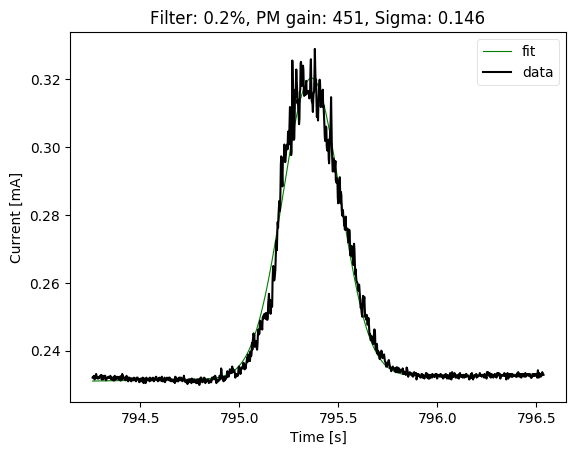 Filter: 0.2%, PM gain: 451, Sigma: 0.146
fit
data
0.32
0.30
0.28
0.26
0.24
Current [mA]
794.5
795.0
795.5
796.0
796.5
Time [s]